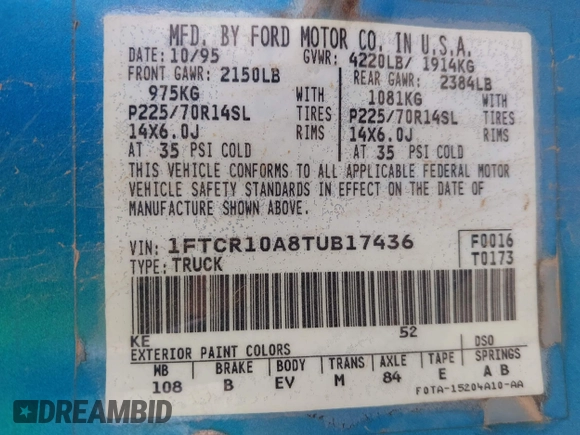 MFD. BY FORD MOTOR CO. IN U.S.A.
DATE: 10/95 GVWR: 4220LB/ 1914KG
FRONT GAWR: 2150LB REAR GAWR: 2384LB
975KG WITH 1081KG WITH
P225/70R14SL TIRES P225/70R14SL TIRES
14X6.0J RIMS 14X6.0J RIMS
AT 35 PSI COLD AT 35 PSI COLD
THIS VEHICLE CONFORMS TO ALL APPLICABLE FEDERAL MOTOR
VEHICLE SAFETY STANDARDS IN EFFECT ON THE DATE OF
MANUFACTURE SHOWN ABOVE.
VIN: 1FTCR10A8TUB17436 F0016
TYPE: TRUCK T0173
KE 52
EXTERIOR PAINT COLORS DSO
WB BRAKE BODY TRANS AXLE TAPE SPRINGS
108 B EV M 84 E A B
F0TA-15204A10-AA
DREAMBID